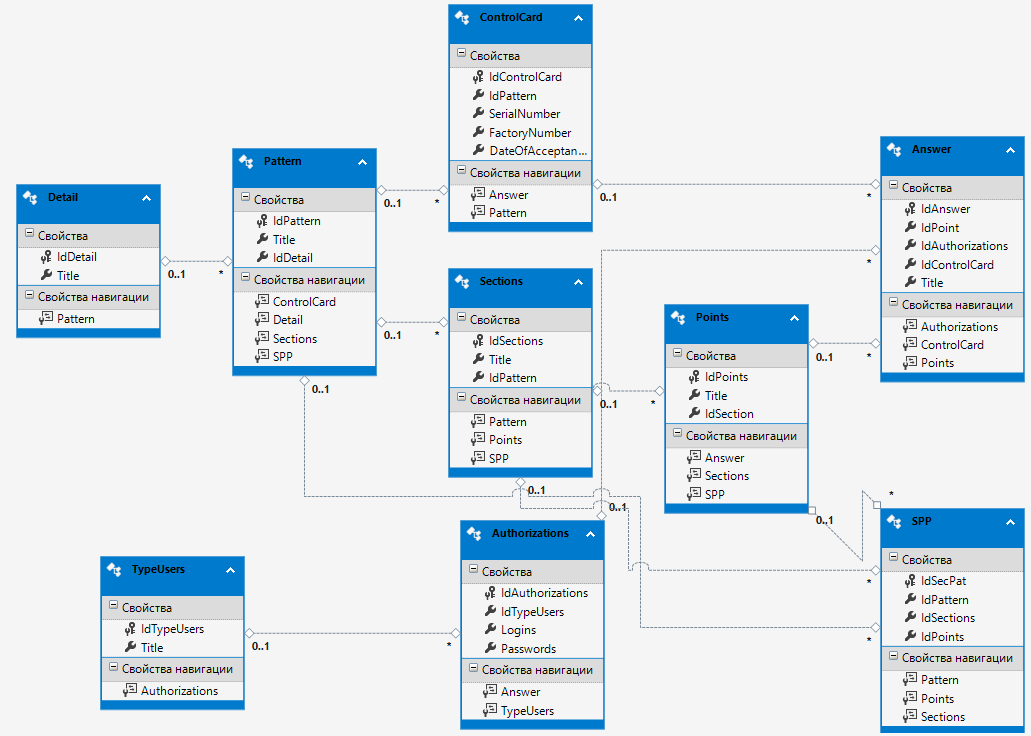 ControlCard
Свойства
IdControlCard
IdPattern
SerialNumber
FactoryNumber
DateOfAcceptan...
Свойства навигации
Answer
Pattern
Detail
Свойства
IdDetail
Title
Свойства навигации
Pattern
0..1
*
Pattern
Свойства
IdPattern
Title
IdDetail
Свойства навигации
ControlCard
Detail
Sections
SPP
0..1
*
0..1
*
0..1
Sections
Свойства
IdSections
Title
IdPattern
Свойства навигации
Pattern
Points
SPP
0..1
*
0..1
Points
Свойства
IdPoints
Title
IdSection
Свойства навигации
Answer
Sections
SPP
0..1
*
0..1
*
Answer
Свойства
IdAnswer
IdPoint
IdAuthorizations
IdControlCard
Title
Свойства навигации
Authorizations
ControlCard
Points
0..1
*
*
TypeUsers
Свойства
IdTypeUsers
Title
Свойства навигации
Authorizations
0..1
*
Authorizations
Свойства
IdAuthorizations
IdTypeUsers
Logins
Passwords
Свойства навигации
Answer
TypeUsers
0..1
SPP
Свойства
IdSecPat
IdPattern
IdSections
IdPoints
Свойства навигации
Pattern
Points
Sections
*
*